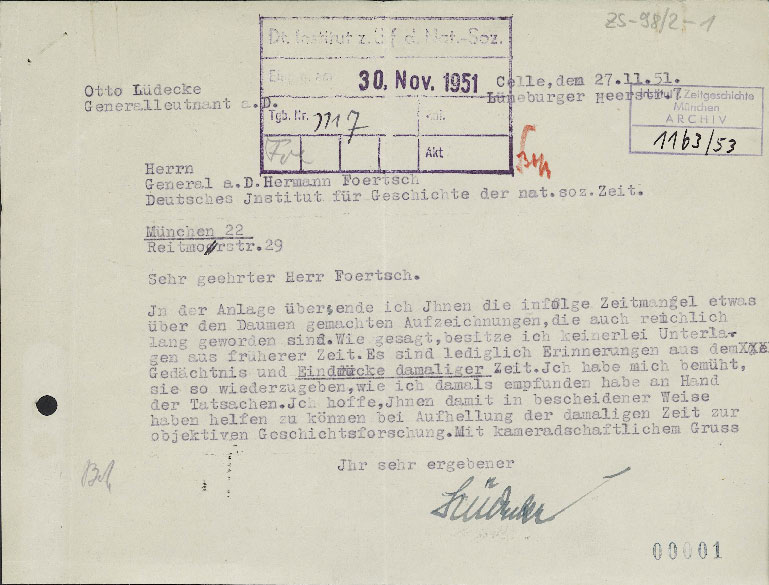 ZS-98/2-1
Dt. Institut z. G. f. d. Nat.-Soz.
30. Nov. 1951
Tgb. Nr. 1117
Akt
Otto Lüdecke
Generalleutnant a.D.
Celle,den 27.11.51.
Lüneburger Heerstr.7
Institut f. Zeitgeschichte
München
ARCHIV
1163/53
Herrn
General a.D.Hermann Foertsch
Deutsches Jnstitut für Geschichte der nat.soz.Zeit.
München 22
Reitmorstr.29
Sehr geehrter Herr Foertsch.
Jn der Anlage übersende ich Jhnen die infolge Zeitmangel etwas
über den Daumen gemachten Aufzeichnungen,die auch reichlich
lang geworden sind.Wie gesagt,besitze ich keinerlei Unterla-
gen aus früherer Zeit.Es sind lediglich Erinnerungen aus dem
Gedächtnis und Eindrücke damaliger Zeit.Jch habe mich bemüht,
sie so wiederzugeben,wie ich damals empfunden habe an Hand
der Tatsachen.Jch hoffe,Jhnen damit in bescheidener Weise
haben helfen zu können bei Aufhellung der damaligen Zeit zur
objektiven Geschichtsforschung.Mit kameradschaftlichem Gruss
Jhr sehr ergebener
Lüdecke
00001